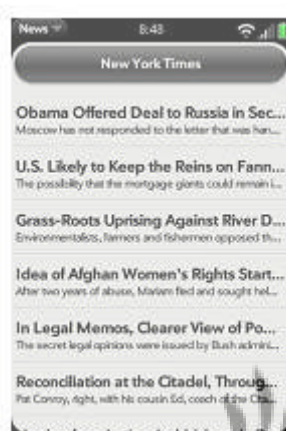 News 8:43
New York Times
Obama Offered Deal to Russia in Sec...
Moscow has not responded to the letter that was han...
U.S. Likely to Keep the Reins on Fann...
The possibility that the mortgage giants could remain i...
Grass-Roots Uprising Against River D...
Environmentalists, farmers and fishermen opposed th...
Idea of Afghan Women's Rights Start...
After two years of abuse, Mariam fled and sought hel...
In Legal Memos, Clearer View of Po...
The secret legal opinions were issued by Bush admini...
Reconciliation at the Citadel, Throug...
Pat Conroy, right, with his cousin Ed, coach of the Cita...